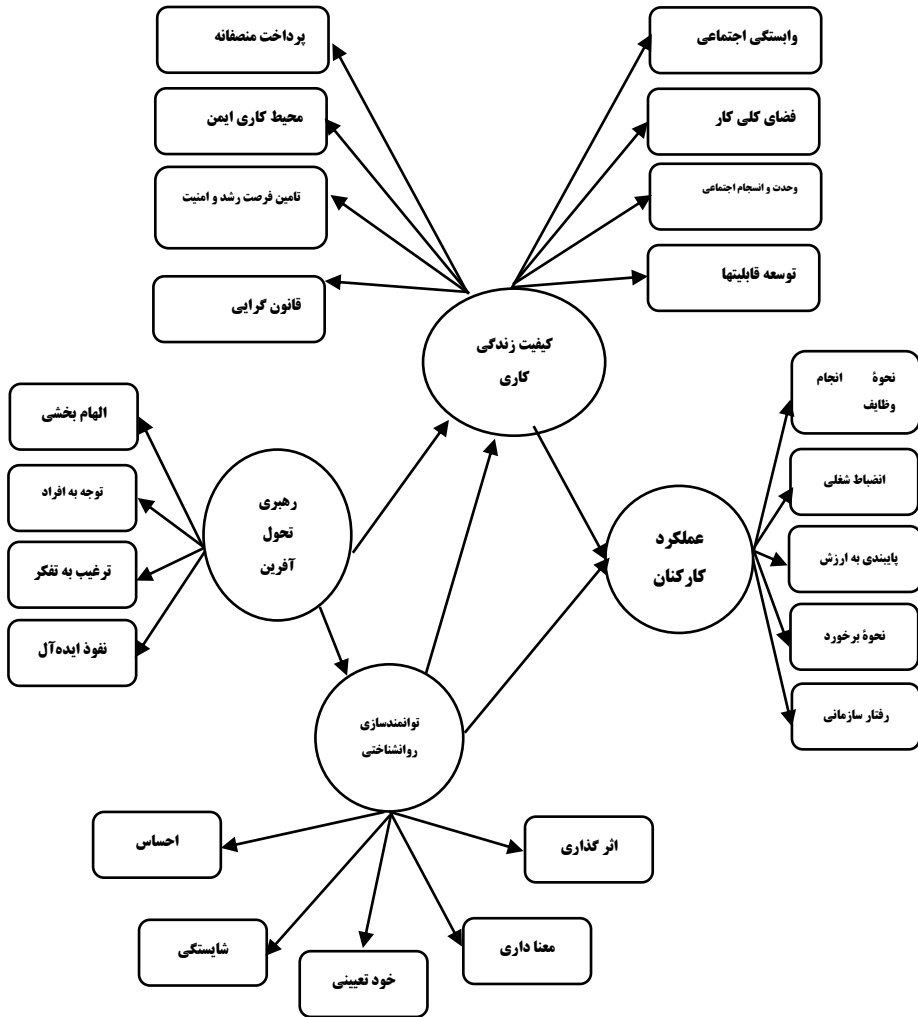 وابستگی اجتماعی
پرداخت منصفانه
فضای کلی کار
محیط کاری ایمن
وحدت و انسجام اجتماعی
تامین فرصت رشد و امنیت
توسعه قابلیتها
قانون گرایی
کیفیت زندگی
کاری
نحوۀ انجام
وظایف
انضباط شغلی
پایبندی به ارزش
نحوۀ برخورد
رفتار سازمانی
عملکرد
کارکنان
رهبری
تحول
آفرین
الهام بخشی
توجه به افراد
ترغیب به تفکر
نفوذ ایده‌آل
توانمندسازی
روانشناختی
اثر گذاری
احساس
معنا داری
شایستگی
خود تعیینی